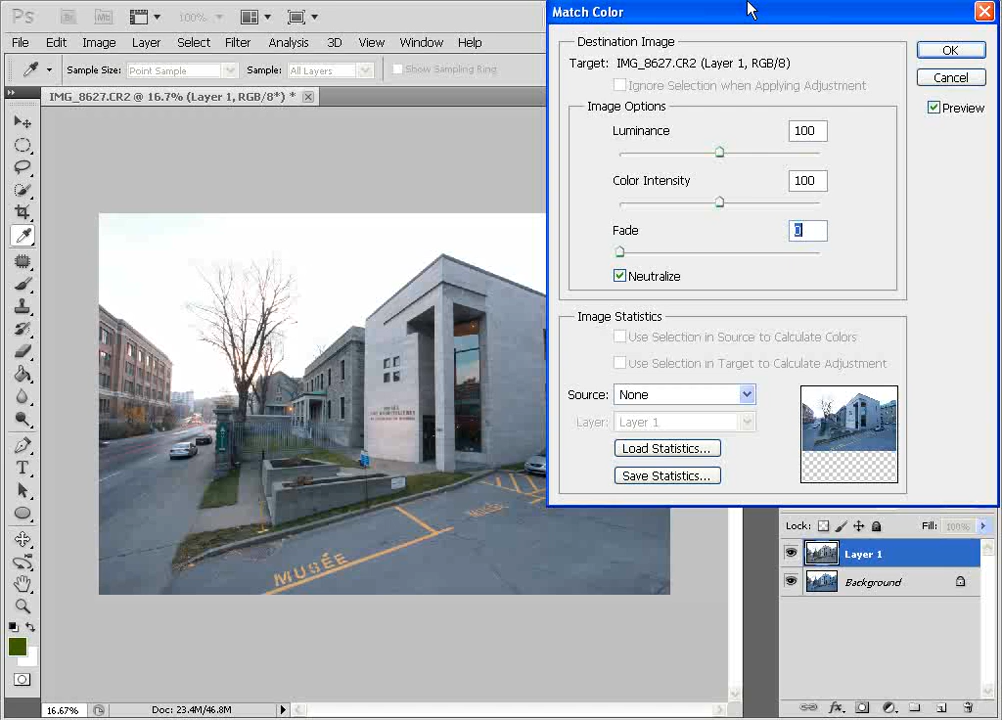 Ps Br Mb 100%
File Edit Image Layer Select Filter Analysis 3D View Window Help
Sample Size: Point Sample Sample: All Layers Show Sampling Ring
IMG_8627.CR2 @ 16.7% (Layer 1, RGB/8*) *
Match Color
Destination Image
Target: IMG_8627.CR2 (Layer 1, RGB/8)
OK
Cancel
Preview
Ignore Selection when Applying Adjustment
Image Options
Luminance 100
Color Intensity 100
Fade 0
Neutralize
Image Statistics
Use Selection in Source to Calculate Colors
Use Selection in Target to Calculate Adjustment
Source: None
Layer: Layer 1
Load Statistics...
Save Statistics...
MUSÉE
Lock: Fill: 100%
Layer 1
Background
16.67% Doc: 23.4M/46.8M